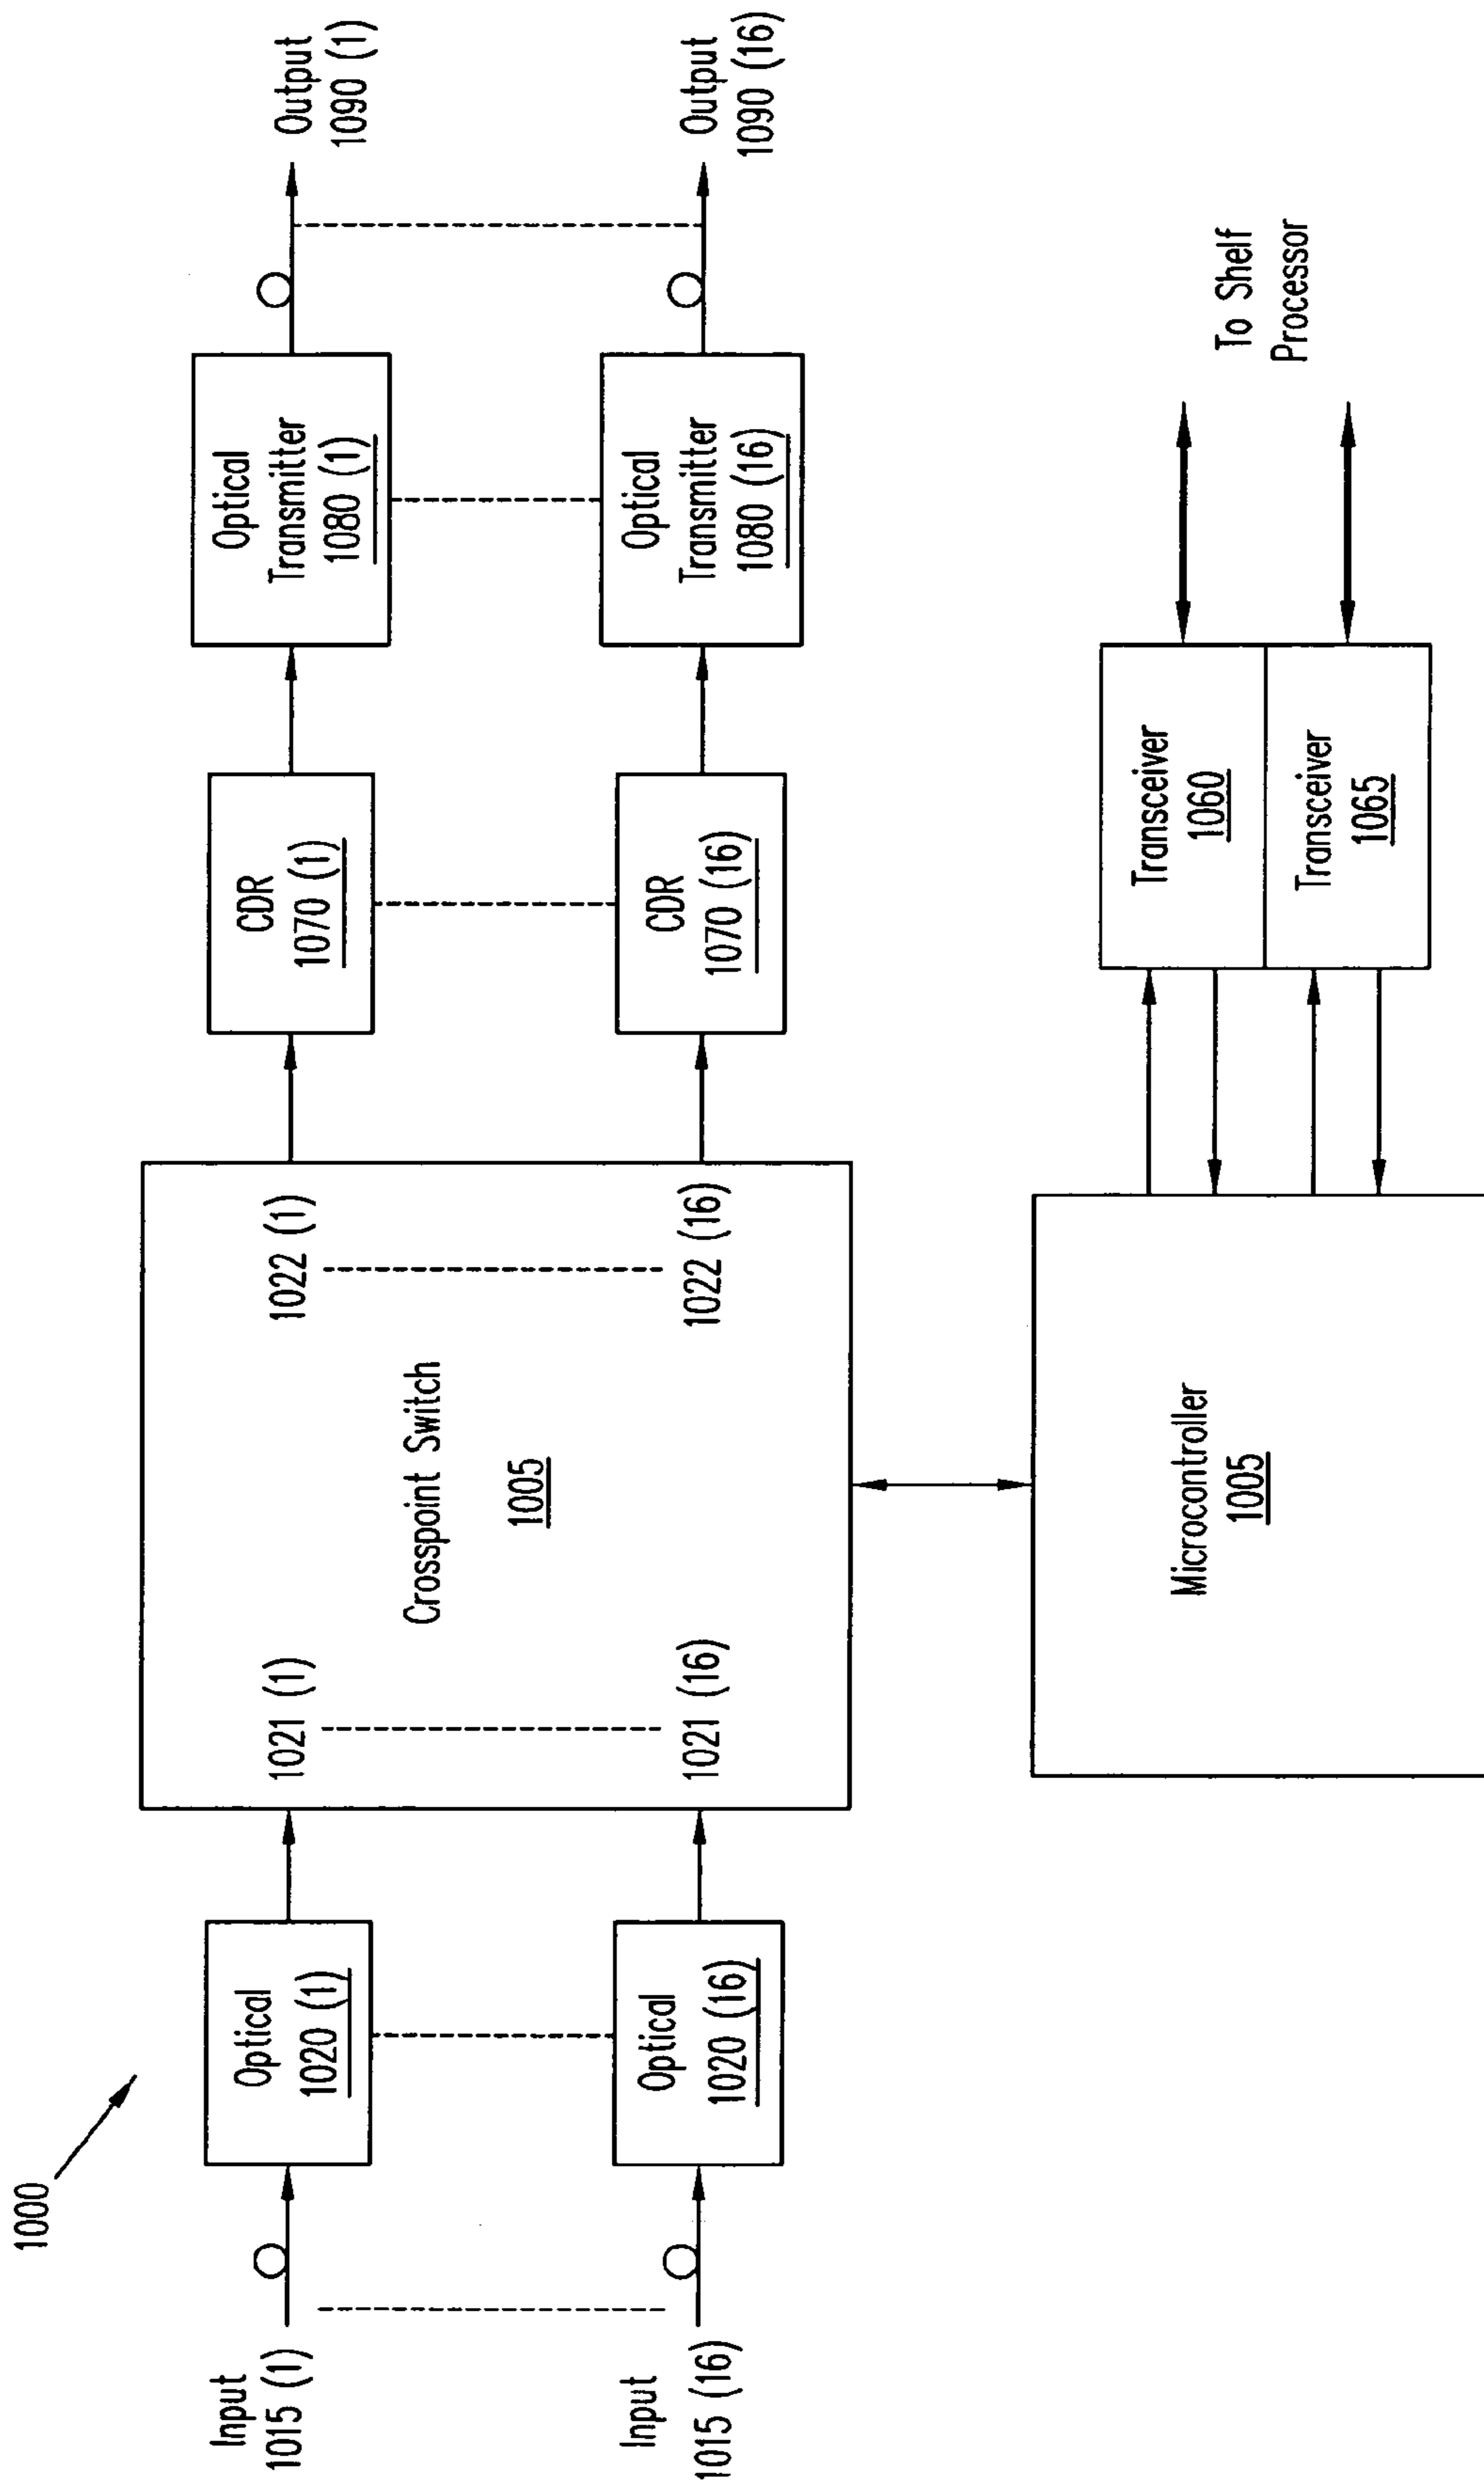 1000
Input
1015 (1)
Optical
1020 (1)
1021 (1)
Crosspoint Switch
1005
1022 (1)
CDR
1070 (1)
Optical
Transmitter
1080 (1)
Output
1090 (1)
Input
1015 (16)
Optical
1020 (16)
1021 (16)
1022 (16)
CDR
1070 (16)
Optical
Transmitter
1080 (16)
Output
1090 (16)
Microcontroller
1005
Transceiver
1060
Transceiver
1065
To Shelf
Processor